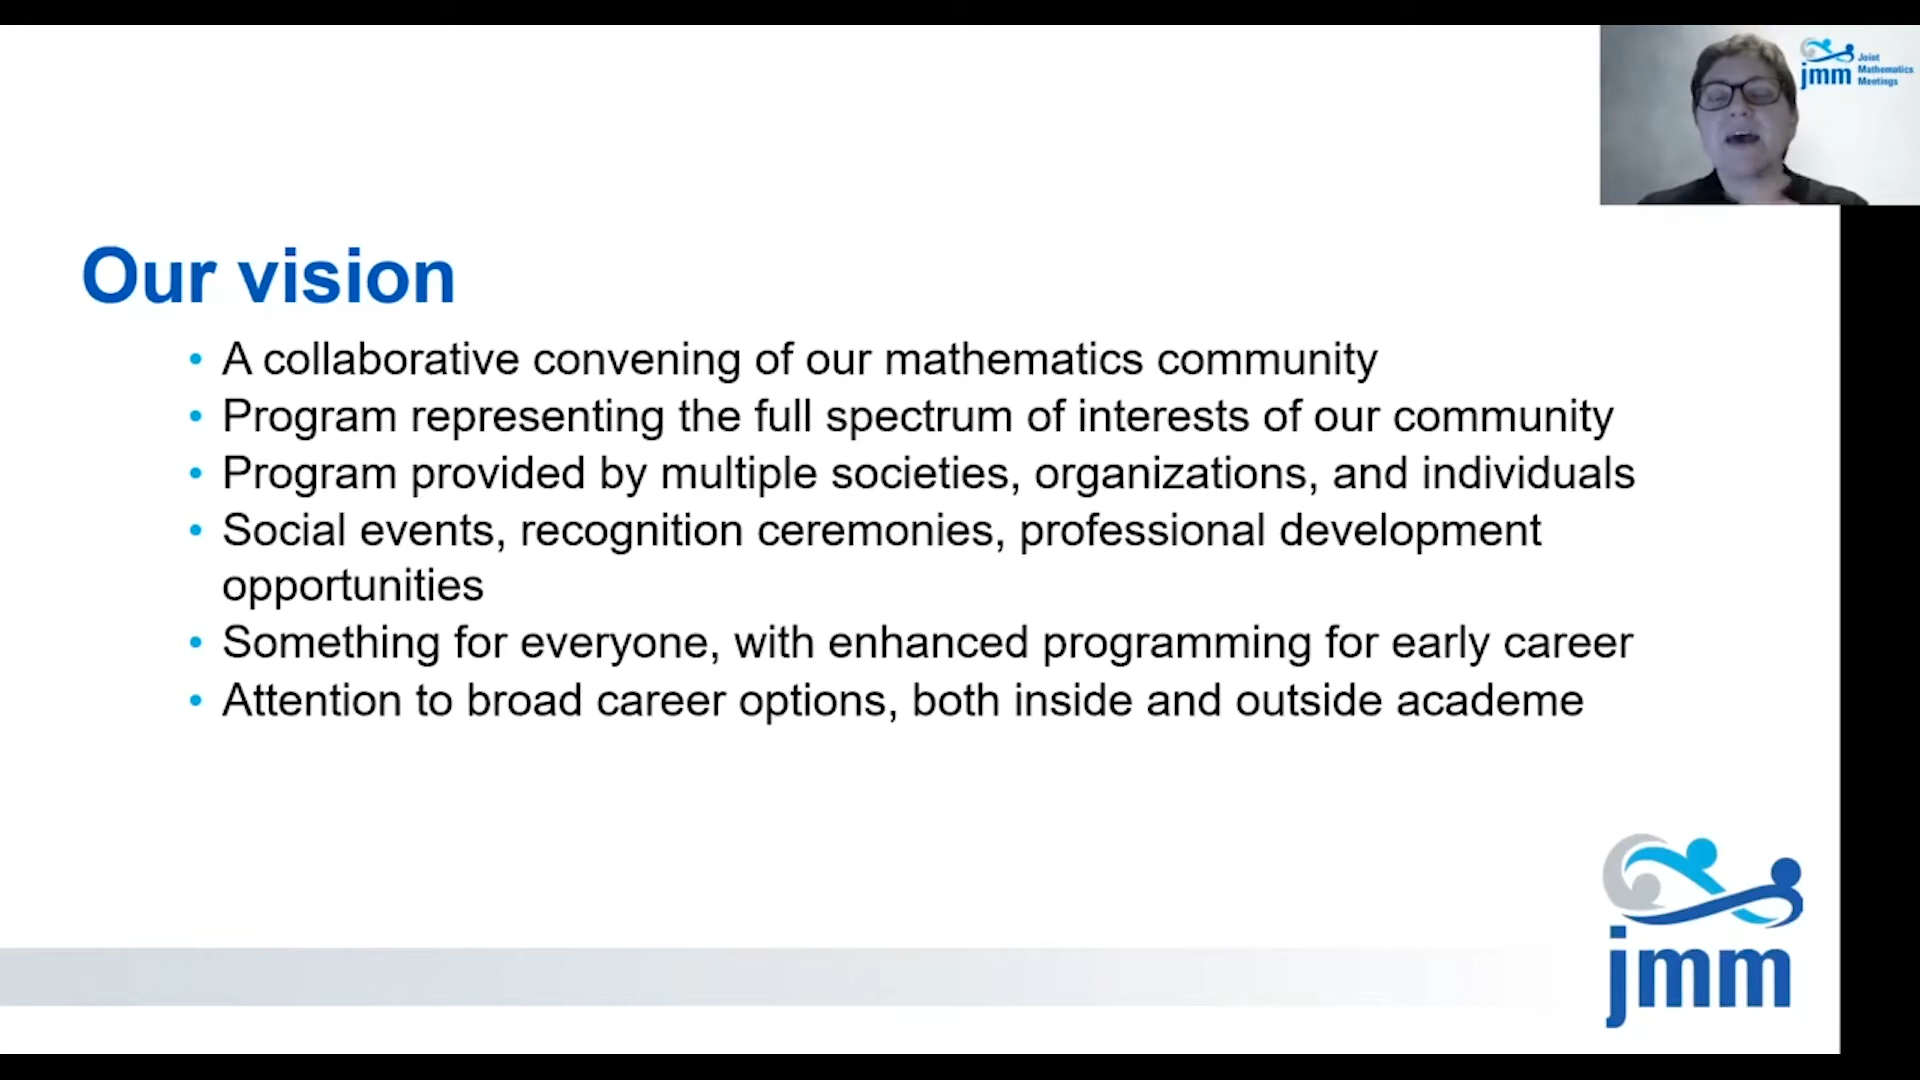 jmm
Joint
Mathematics
Meetings
Our vision
• A collaborative convening of our mathematics community
• Program representing the full spectrum of interests of our community
• Program provided by multiple societies, organizations, and individuals
• Social events, recognition ceremonies, professional development
opportunities
• Something for everyone, with enhanced programming for early career
• Attention to broad career options, both inside and outside academe
jmm